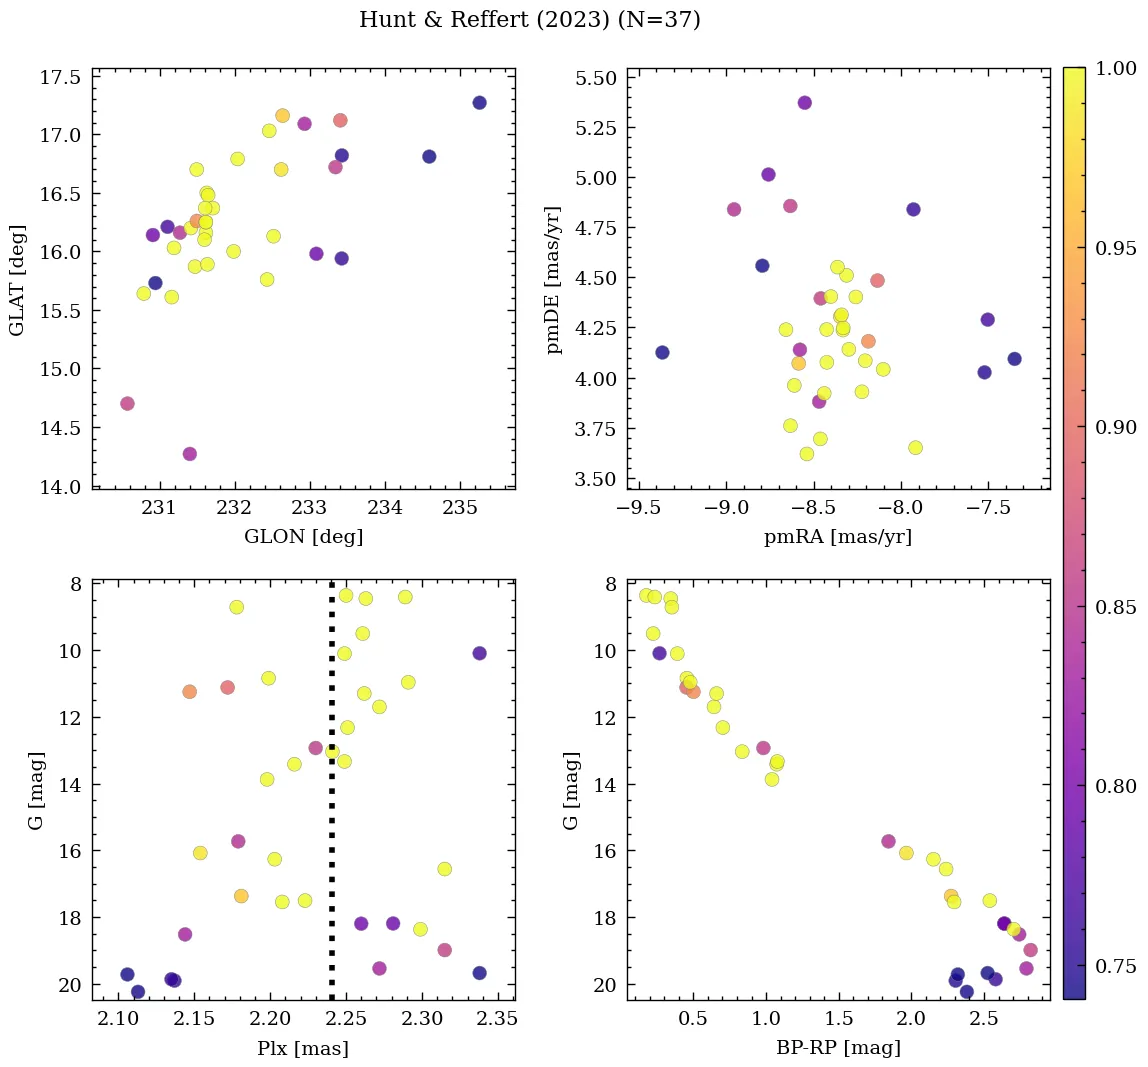 Hunt & Reffert (2023) (N=37)
17.5
17.0
16.5
16.0
15.5
15.0
14.5
14.0
GLAT [deg]
231 232 233 234 235
GLON [deg]
5.50
5.25
5.00
4.75
4.50
4.25
4.00
3.75
3.50
pmDE [mas/yr]
−9.5 −9.0 −8.5 −8.0 −7.5
pmRA [mas/yr]
8
10
12
14
16
18
20
G [mag]
2.10 2.15 2.20 2.25 2.30 2.35
Plx [mas]
8
10
12
14
16
18
20
G [mag]
0.5 1.0 1.5 2.0 2.5
BP-RP [mag]
1.00
0.95
0.90
0.85
0.80
0.75